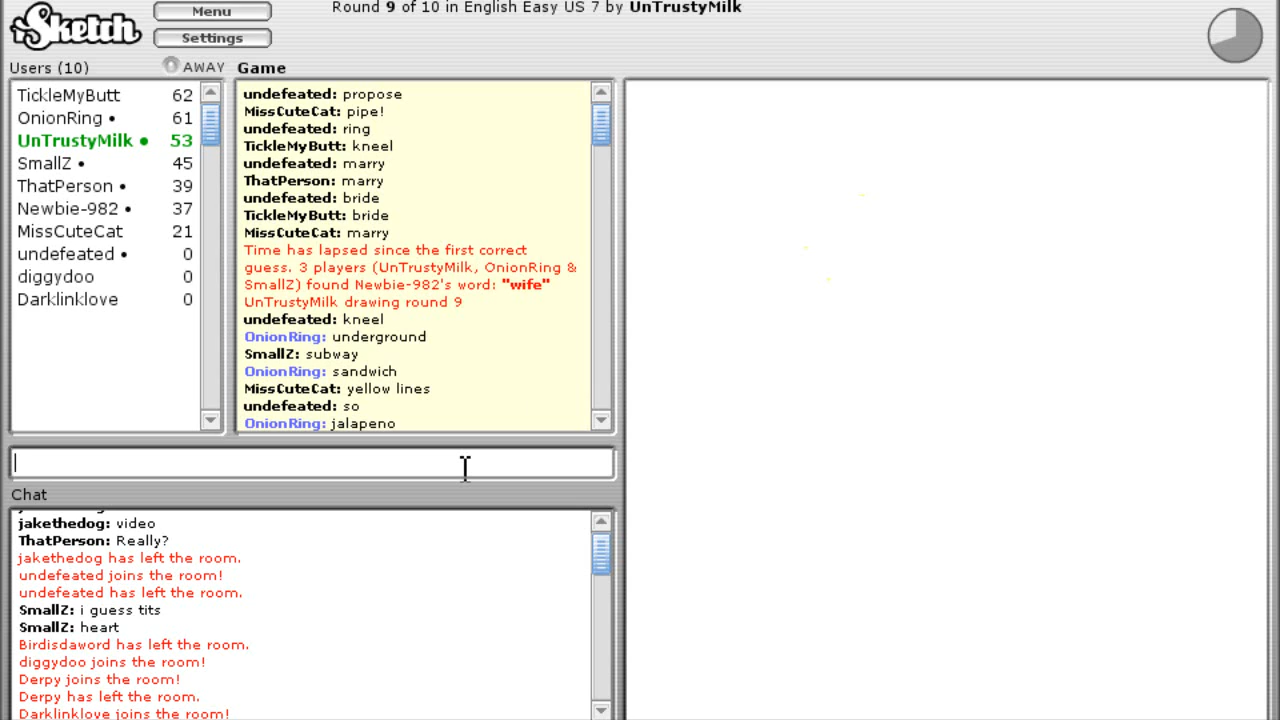 iSketch
Menu
Settings
Round 9 of 10 in English Easy US 7 by UnTrustyMilk
Users (10)
AWAY
Game
TickleMyButt 62
OnionRing • 61
UnTrustyMilk • 53
SmallZ • 45
ThatPerson • 39
Newbie-982 • 37
MissCuteCat 21
undefeated • 0
diggydoo 0
Darklinklove 0
undefeated: propose
MissCuteCat: pipe!
undefeated: ring
TickleMyButt: kneel
undefeated: marry
ThatPerson: marry
undefeated: bride
TickleMyButt: bride
MissCuteCat: marry
Time has lapsed since the first correct
guess. 3 players (UnTrustyMilk, OnionRing &
SmallZ) found Newbie-982's word: "wife"
UnTrustyMilk drawing round 9
undefeated: kneel
OnionRing: underground
SmallZ: subway
OnionRing: sandwich
MissCuteCat: yellow lines
undefeated: so
OnionRing: jalapeno
Chat
jakethedog: video
ThatPerson: Really?
jakethedog has left the room.
undefeated joins the room!
undefeated has left the room.
SmallZ: i guess tits
SmallZ: heart
Birdisdaword has left the room.
diggydoo joins the room!
Derpy joins the room!
Derpy has left the room.
Darklinklove joins the room!